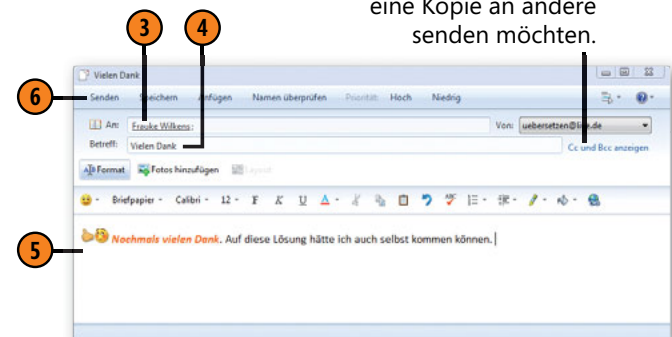 eine Kopie an andere
senden möchten.
3
4
6
5
Vielen Dank
Senden Speichern Anfügen Namen überprüfen Priorität: Hoch Niedrig
An: Frauke Wilkens;
Von: uebersetzen@live.de
Betreff: Vielen Dank
Cc und Bcc anzeigen
Format Fotos hinzufügen Layout
Briefpapier Calibri 12 F K U A
Nochmals vielen Dank. Auf diese Lösung hätte ich auch selbst kommen können.